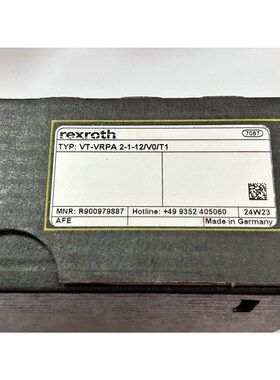 rexroth
7087
TYP: VT-VRPA 2-1-12/V0/T1
MNR: R900979887 Hotline: +49 9352 405060 24W23
AFE Made in Germany